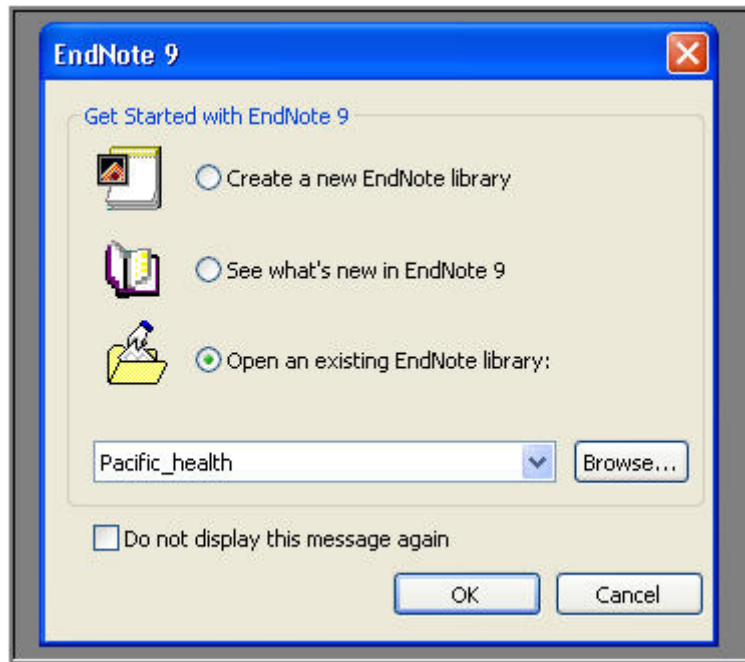 EndNote 9
Get Started with EndNote 9
Create a new EndNote library
See what's new in EndNote 9
Open an existing EndNote library:
Pacific_health
Browse...
Do not display this message again
OK
Cancel